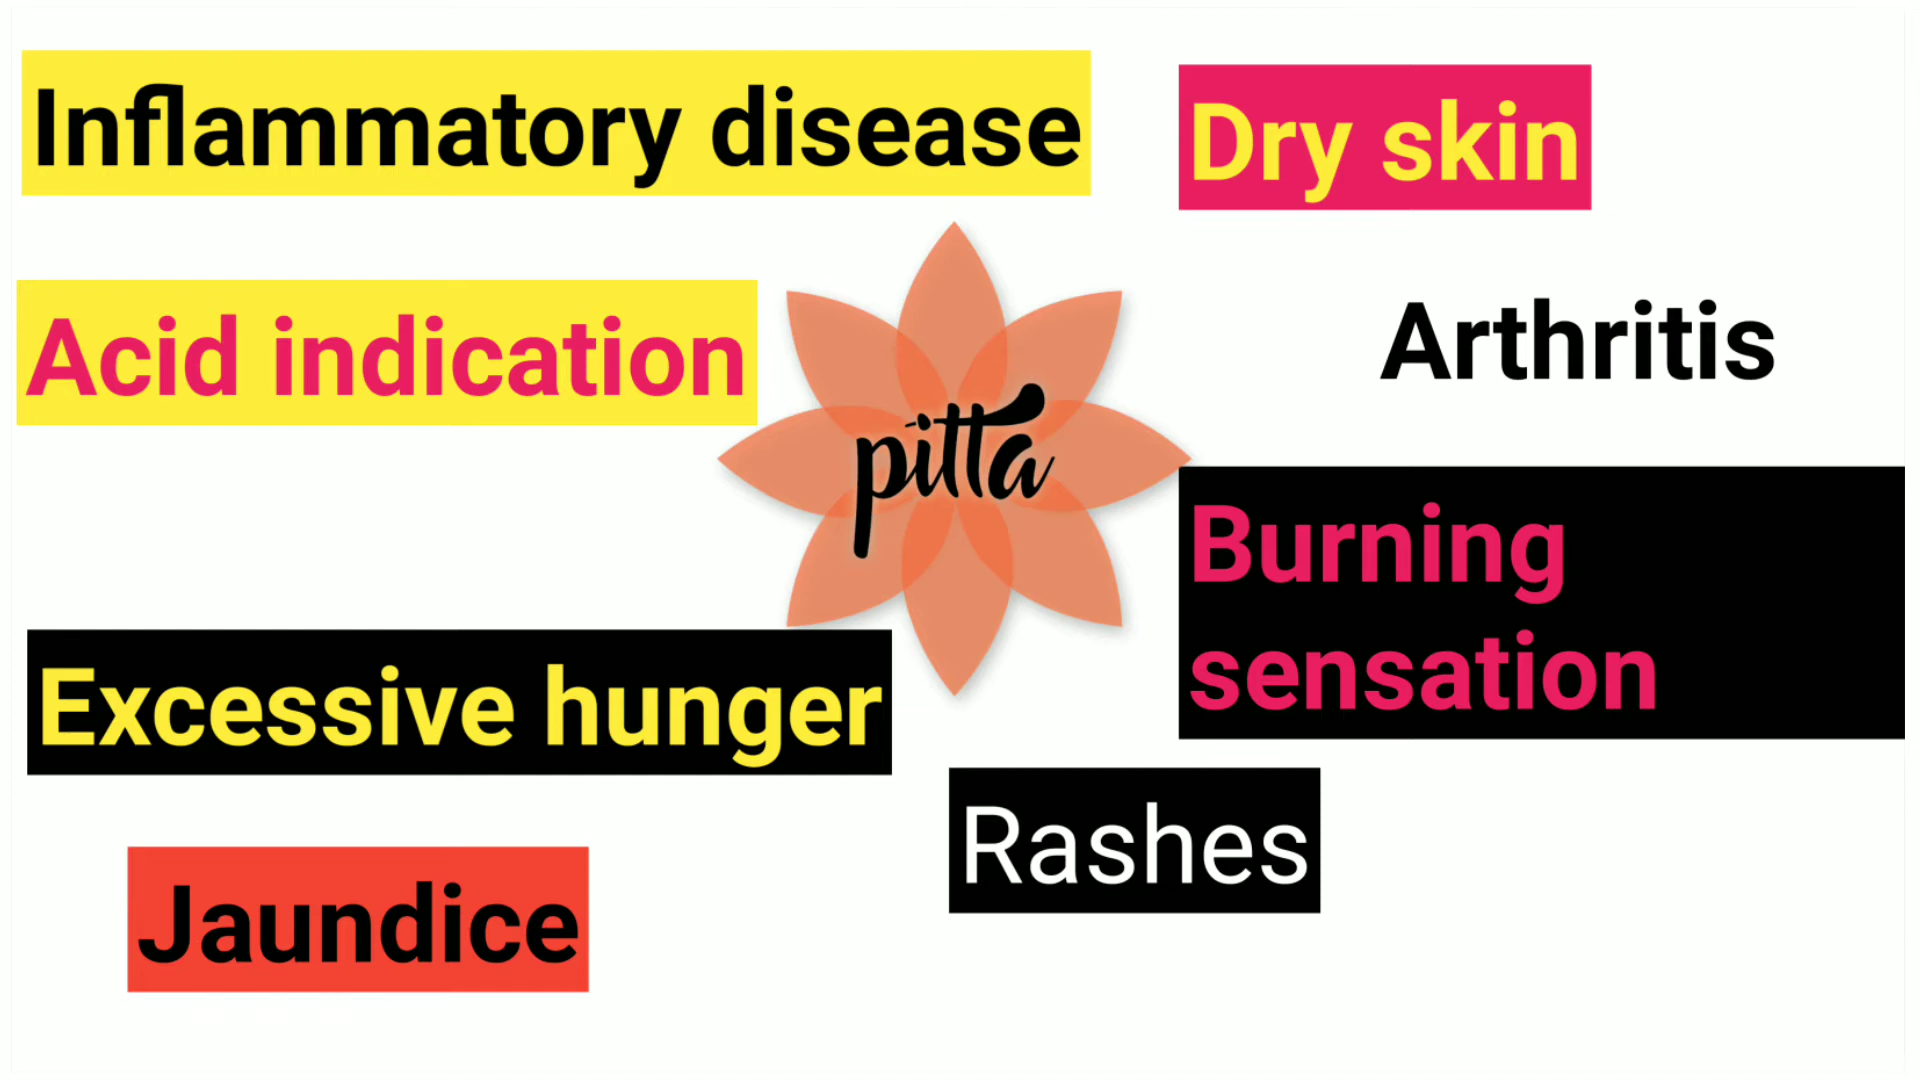 Inflammatory disease
Dry skin
Acid indication
Arthritis
pitta
Burning
sensation
Excessive hunger
Rashes
Jaundice